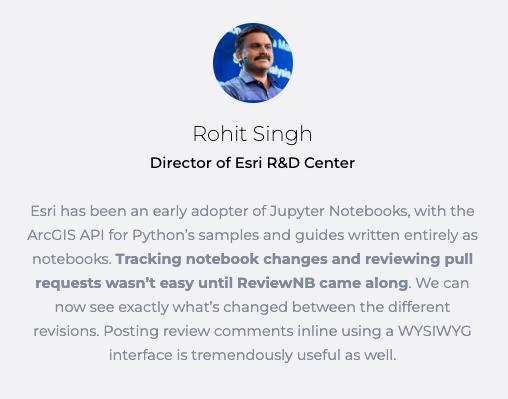 Rohit Singh
Director of Esri R&D Center
Esri has been an early adopter of Jupyter Notebooks, with the
ArcGIS API for Python’s samples and guides written entirely as
notebooks. Tracking notebook changes and reviewing pull
requests wasn’t easy until ReviewNB came along. We can
now see exactly what’s changed between the different
revisions. Posting review comments inline using a WYSIWYG
interface is tremendously useful as well.